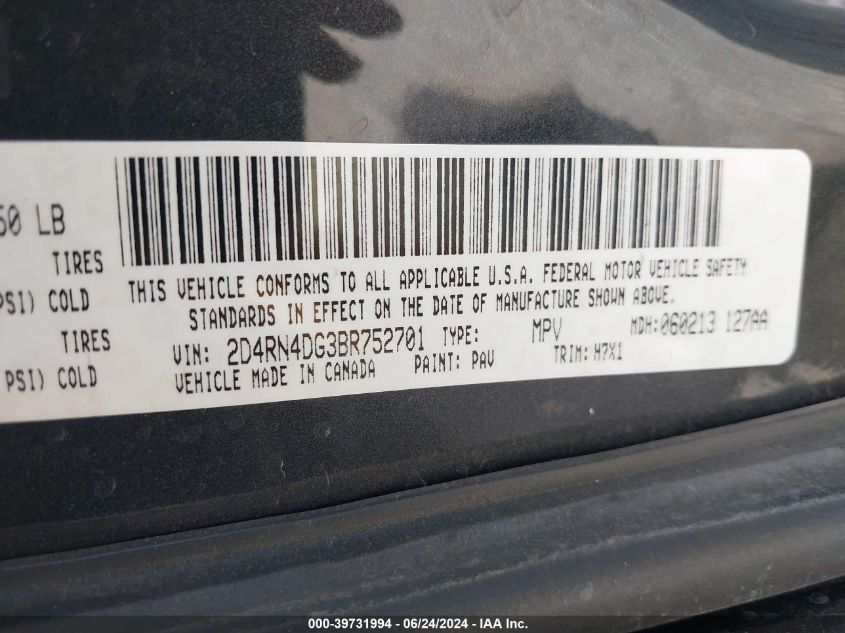 50 LB
TIRES
PSI) COLD
TIRES
PSI) COLD
THIS VEHICLE CONFORMS TO ALL APPLICABLE U.S.A. FEDERAL MOTOR VEHICLE SAFETY
STANDARDS IN EFFECT ON THE DATE OF MANUFACTURE SHOWN ABOVE.
VIN: 2D4RN4DG3BR752701 TYPE: MPV MDH:060213 127AA
VEHICLE MADE IN CANADA PAINT: PAV TRIM: H7X1
000-39731994 - 06/24/2024 - IAA Inc.